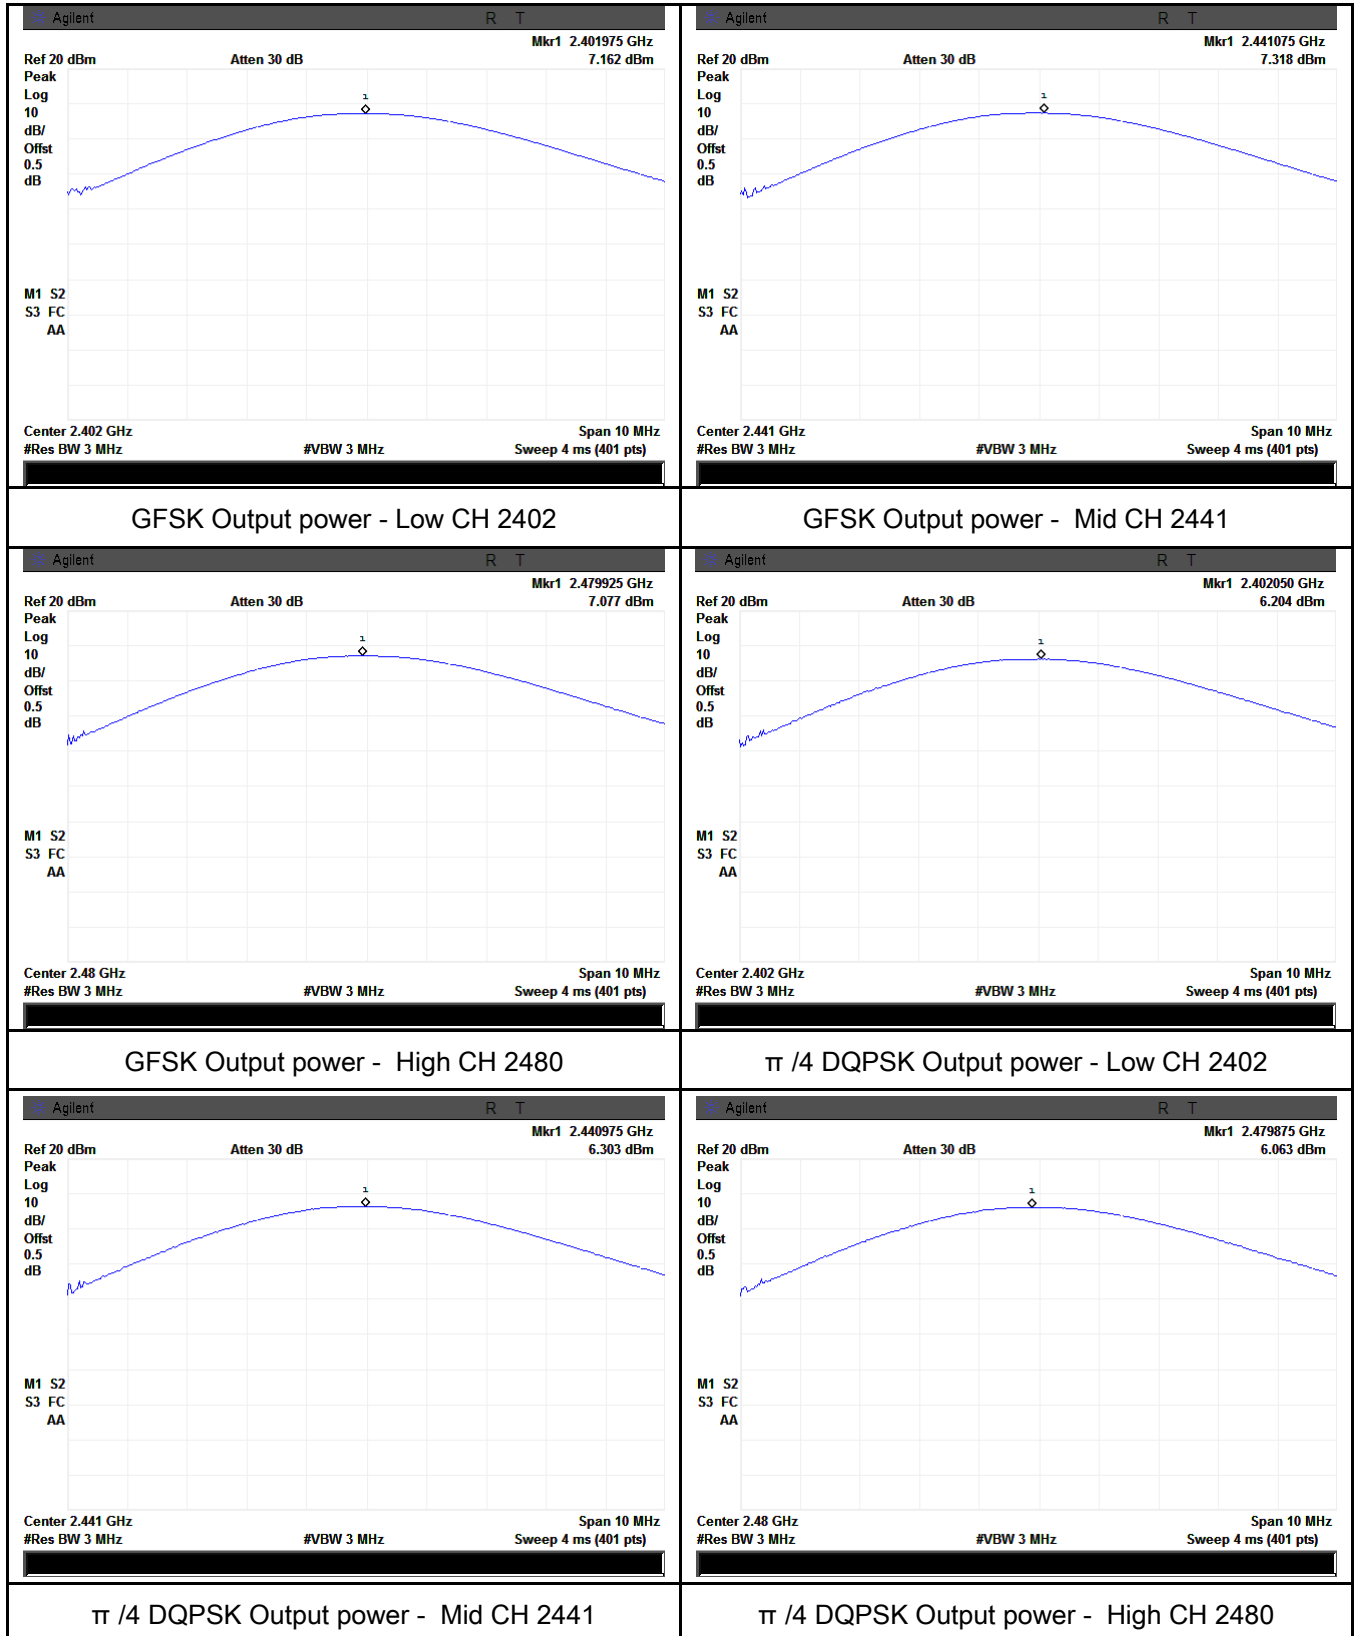 Agilent R T
Mkr1 2.401975 GHz
Ref 20 dBm Atten 30 dB 7.162 dBm
Peak
Log
10
dB/
Offst
0.5
dB
1
M1 S2
S3 FC
AA
Center 2.402 GHz Span 10 MHz
#Res BW 3 MHz #VBW 3 MHz Sweep 4 ms (401 pts)
GFSK Output power - Low CH 2402
Agilent R T
Mkr1 2.441075 GHz
Ref 20 dBm Atten 30 dB 7.318 dBm
Peak
Log
10
dB/
Offst
0.5
dB
1
M1 S2
S3 FC
AA
Center 2.441 GHz Span 10 MHz
#Res BW 3 MHz #VBW 3 MHz Sweep 4 ms (401 pts)
GFSK Output power - Mid CH 2441
Agilent R T
Mkr1 2.479925 GHz
Ref 20 dBm Atten 30 dB 7.077 dBm
Peak
Log
10
dB/
Offst
0.5
dB
1
M1 S2
S3 FC
AA
Center 2.48 GHz Span 10 MHz
#Res BW 3 MHz #VBW 3 MHz Sweep 4 ms (401 pts)
GFSK Output power - High CH 2480
Agilent R T
Mkr1 2.402050 GHz
Ref 20 dBm Atten 30 dB 6.204 dBm
Peak
Log
10
dB/
Offst
0.5
dB
1
M1 S2
S3 FC
AA
Center 2.402 GHz Span 10 MHz
#Res BW 3 MHz #VBW 3 MHz Sweep 4 ms (401 pts)
π /4 DQPSK Output power - Low CH 2402
Agilent R T
Mkr1 2.440975 GHz
Ref 20 dBm Atten 30 dB 6.303 dBm
Peak
Log
10
dB/
Offst
0.5
dB
1
M1 S2
S3 FC
AA
Center 2.441 GHz Span 10 MHz
#Res BW 3 MHz #VBW 3 MHz Sweep 4 ms (401 pts)
π /4 DQPSK Output power - Mid CH 2441
Agilent R T
Mkr1 2.479875 GHz
Ref 20 dBm Atten 30 dB 6.063 dBm
Peak
Log
10
dB/
Offst
0.5
dB
1
M1 S2
S3 FC
AA
Center 2.48 GHz Span 10 MHz
#Res BW 3 MHz #VBW 3 MHz Sweep 4 ms (401 pts)
π /4 DQPSK Output power - High CH 2480